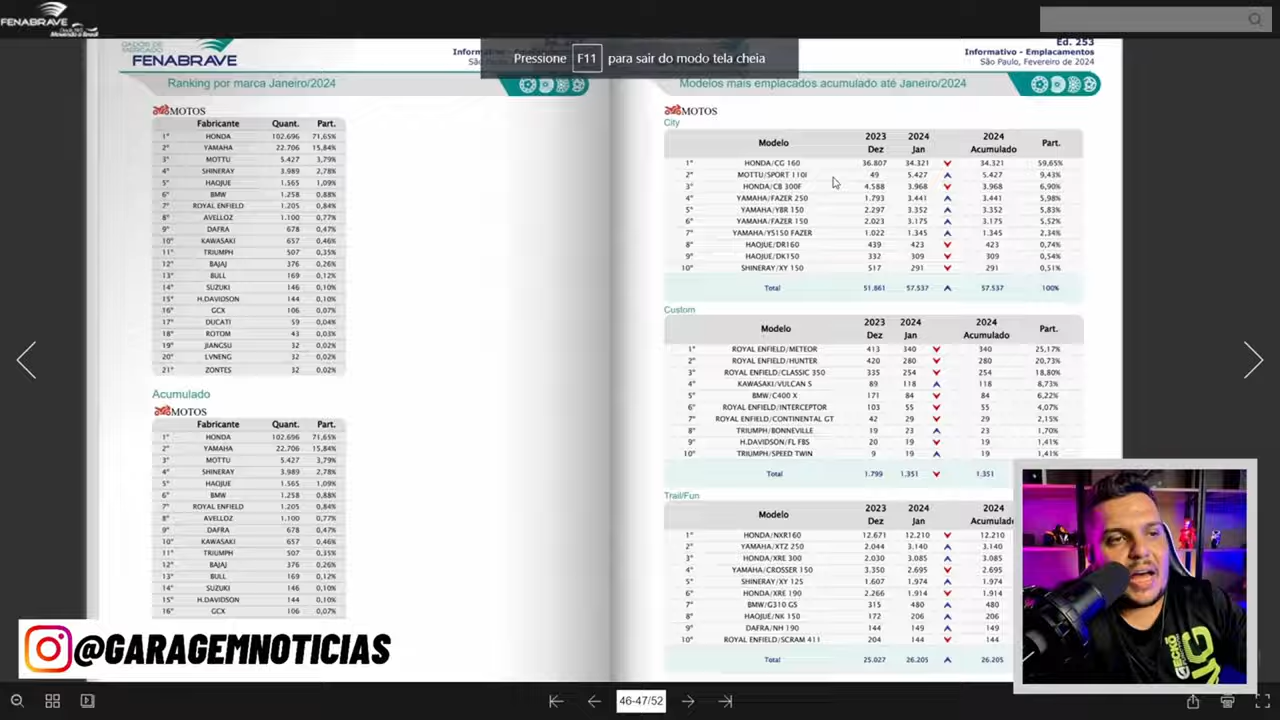 FENABRAVE
Pressione F11 para sair do modo tela cheia
DADOS DE MERCADO
FENABRAVE
Ranking por marca Janeiro/2024
MOTOS
Fabricante Quant. Part.
1º HONDA 102.696 71,65%
2º YAMAHA 22.706 15,84%
3º MOTTU 5.427 3,79%
4º SHINERAY 3.989 2,78%
5º HAOJUE 1.565 1,09%
6º BMW 1.258 0,88%
7º ROYAL ENFIELD 1.205 0,84%
8º AVELLOZ 1.100 0,77%
9º DAFRA 678 0,47%
10º KAWASAKI 657 0,46%
11º TRIUMPH 507 0,35%
12º BAJAJ 376 0,26%
13º BULL 169 0,12%
14º SUZUKI 146 0,10%
15º H.DAVIDSON 144 0,10%
16º GCX 106 0,07%
17º DUCATI 59 0,04%
18º ROTOM 43 0,03%
19º JIANGSU 32 0,02%
20º LVNENG 32 0,02%
21º ZONTES 32 0,02%
Acumulado
MOTOS
Fabricante Quant. Part.
1º HONDA 102.696 71,65%
2º YAMAHA 22.706 15,84%
3º MOTTU 5.427 3,79%
4º SHINERAY 3.989 2,78%
5º HAOJUE 1.565 1,09%
6º BMW 1.258 0,88%
7º ROYAL ENFIELD 1.205 0,84%
8º AVELLOZ 1.100 0,77%
9º DAFRA 678 0,47%
10º KAWASAKI 657 0,46%
11º TRIUMPH 507 0,35%
12º BAJAJ 376 0,26%
13º BULL 169 0,12%
14º SUZUKI 146 0,10%
15º H.DAVIDSON 144 0,10%
16º GCX 106 0,07%
@GARAGEMNOTICIAS
Ed. 253
Informativo - Emplacamentos
São Paulo, Fevereiro de 2024
Modelos mais emplacados acumulado até Janeiro/2024
MOTOS
City
Modelo 2023 Dez 2024 Jan 2024 Acumulado Part.
1º HONDA/CG 160 36.807 34.321 34.321 59,65%
2º MOTTU/SPORT 110I 49 5.427 5.427 9,43%
3º HONDA/CB 300F 4.588 3.968 3.968 6,90%
4º YAMAHA/FAZER 250 1.793 3.441 3.441 5,98%
5º YAMAHA/YBR 150 2.297 3.352 3.352 5,83%
6º YAMAHA/FAZER 150 2.023 3.175 3.175 5,52%
7º YAMAHA/YS150 FAZER 1.022 1.345 1.345 2,34%
8º HAOJUE/DR160 439 423 423 0,74%
9º HAOJUE/DK150 332 309 309 0,54%
10º SHINERAY/XY 150 517 291 291 0,51%
Total 51.861 57.537 57.537 100%
Custom
Modelo 2023 Dez 2024 Jan 2024 Acumulado Part.
1º ROYAL ENFIELD/METEOR 413 340 340 25,17%
2º ROYAL ENFIELD/HUNTER 420 280 280 20,73%
3º ROYAL ENFIELD/CLASSIC 350 335 254 254 18,80%
4º KAWASAKI/VULCAN S 89 118 118 8,73%
5º BMW/C400 X 171 84 84 6,22%
6º ROYAL ENFIELD/INTERCEPTOR 103 55 55 4,07%
7º ROYAL ENFIELD/CONTINENTAL GT 42 29 29 2,15%
8º TRIUMPH/BONNEVILLE 19 23 23 1,70%
9º H.DAVIDSON/FL FBS 20 19 19 1,41%
10º TRIUMPH/SPEED TWIN 9 19 19 1,41%
Total 1.799 1.351 1.351
Trail/Fun
Modelo 2023 Dez 2024 Jan 2024 Acumulado
1º HONDA/NXR160 12.671 12.210 12.210
2º YAMAHA/XTZ 250 2.044 3.140 3.140
3º HONDA/XRE 300 2.030 3.085 3.085
4º YAMAHA/CROSSER 150 3.350 2.695 2.695
5º SHINERAY/XY 125 1.607 1.974 1.974
6º HONDA/XRE 190 2.266 1.914 1.914
7º BMW/G310 GS 315 480 480
8º HAOJUE/NK 150 172 206 206
9º DAFRA/NH 190 144 149 149
10º ROYAL ENFIELD/SCRAM 411 204 144 144
Total 25.027 26.205 26.205
46-47/52